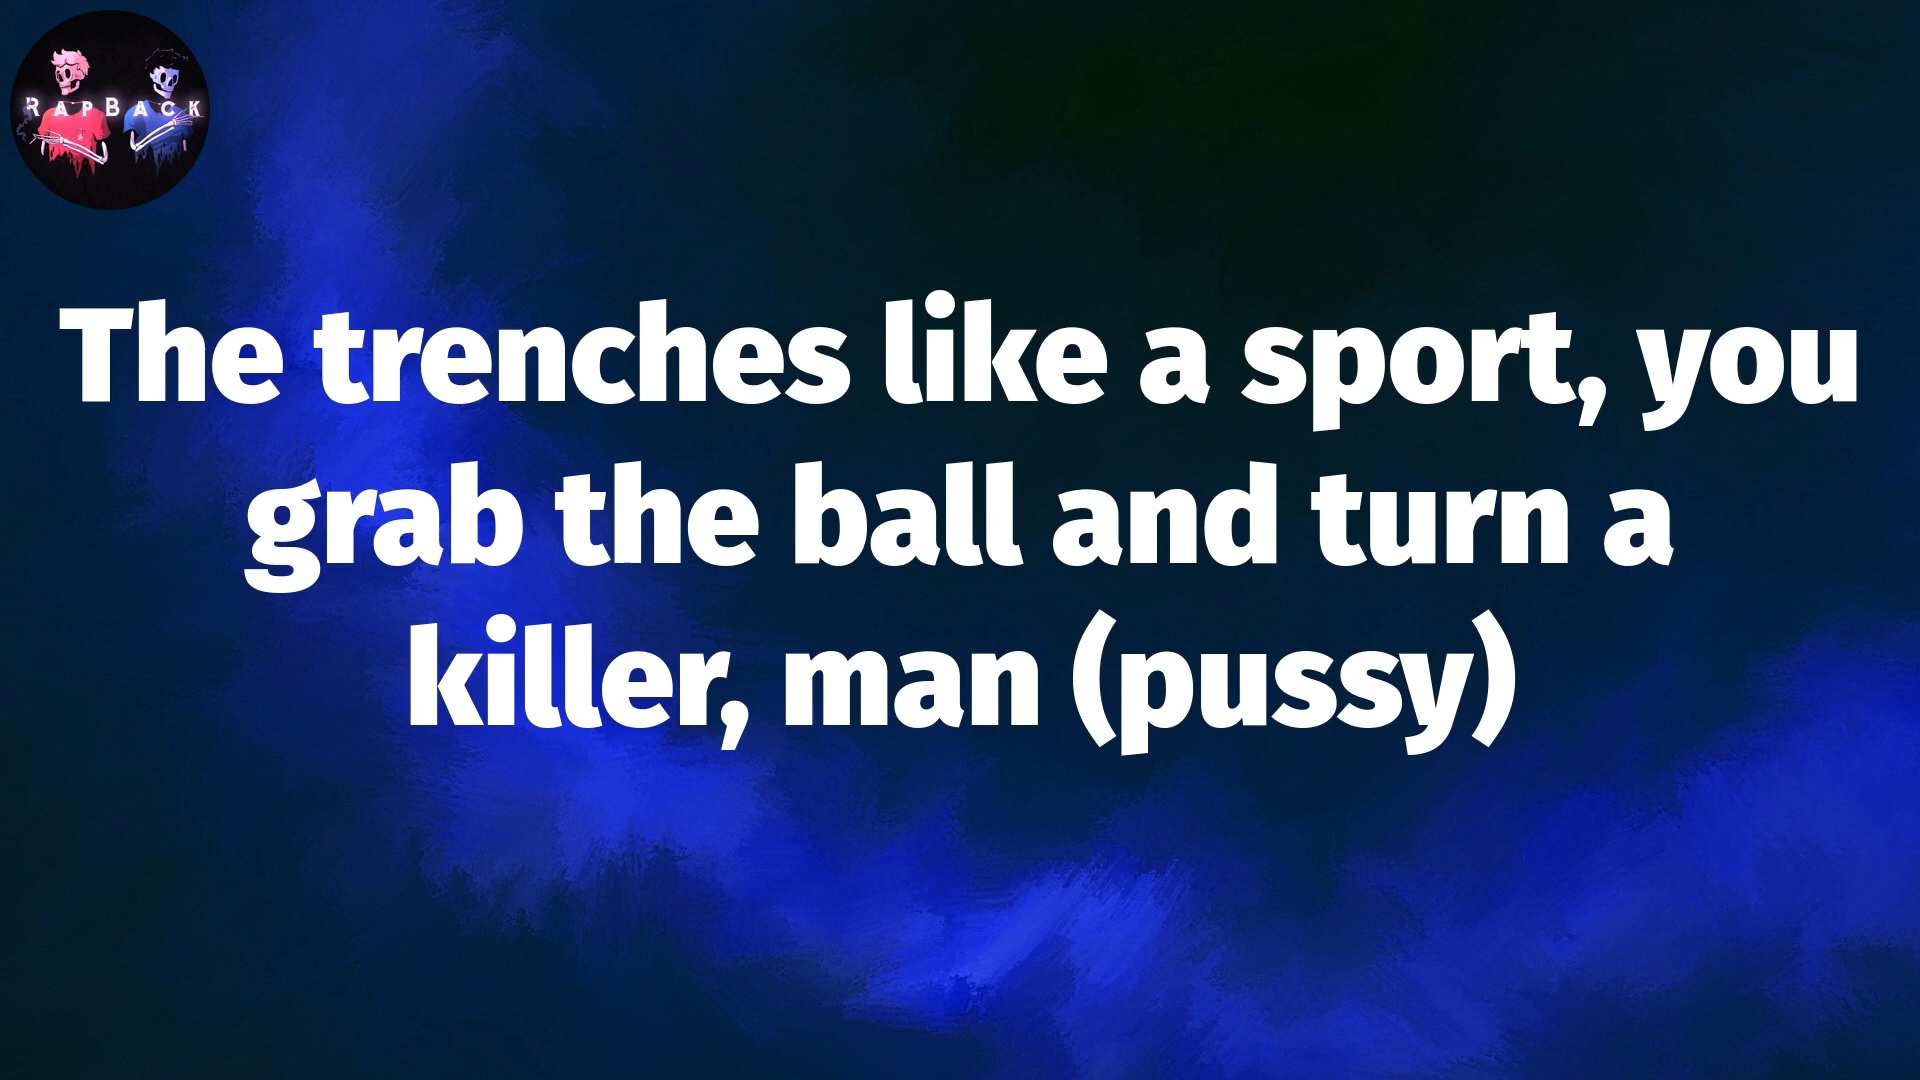 RAPBACK
The trenches like a sport, you
grab the ball and turn a
killer, man (pussy)